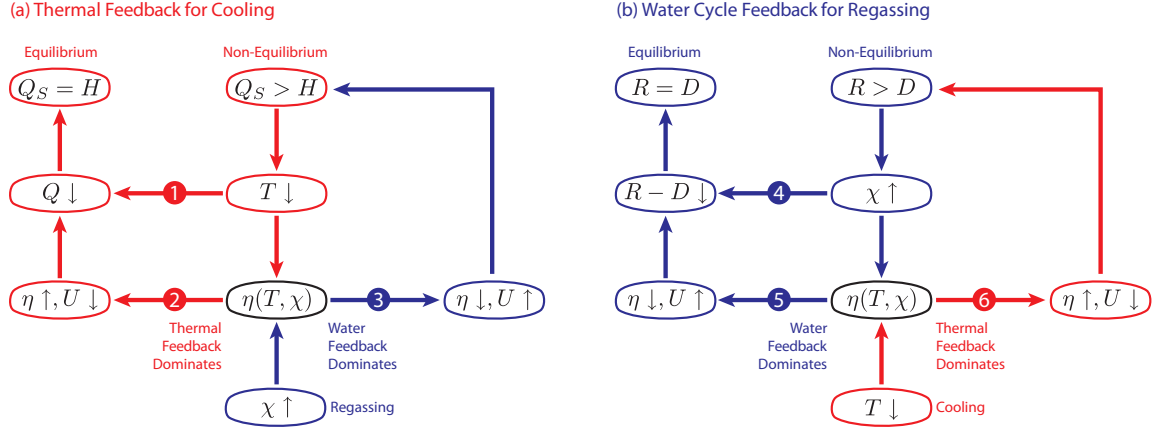 (a) Thermal Feedback for Cooling
Equilibrium
Non-Equilibrium
Q_S = H
Q_S > H
Q ↓
1
T ↓
η ↑, U ↓
2
η(T, χ)
3
η ↓, U ↑
Thermal
Feedback
Dominates
Water
Feedback
Dominates
χ ↑
Regassing
(b) Water Cycle Feedback for Regassing
Equilibrium
Non-Equilibrium
R = D
R > D
R − D ↓
4
χ ↑
η ↓, U ↑
5
η(T, χ)
6
η ↑, U ↓
Water
Feedback
Dominates
Thermal
Feedback
Dominates
T ↓
Cooling